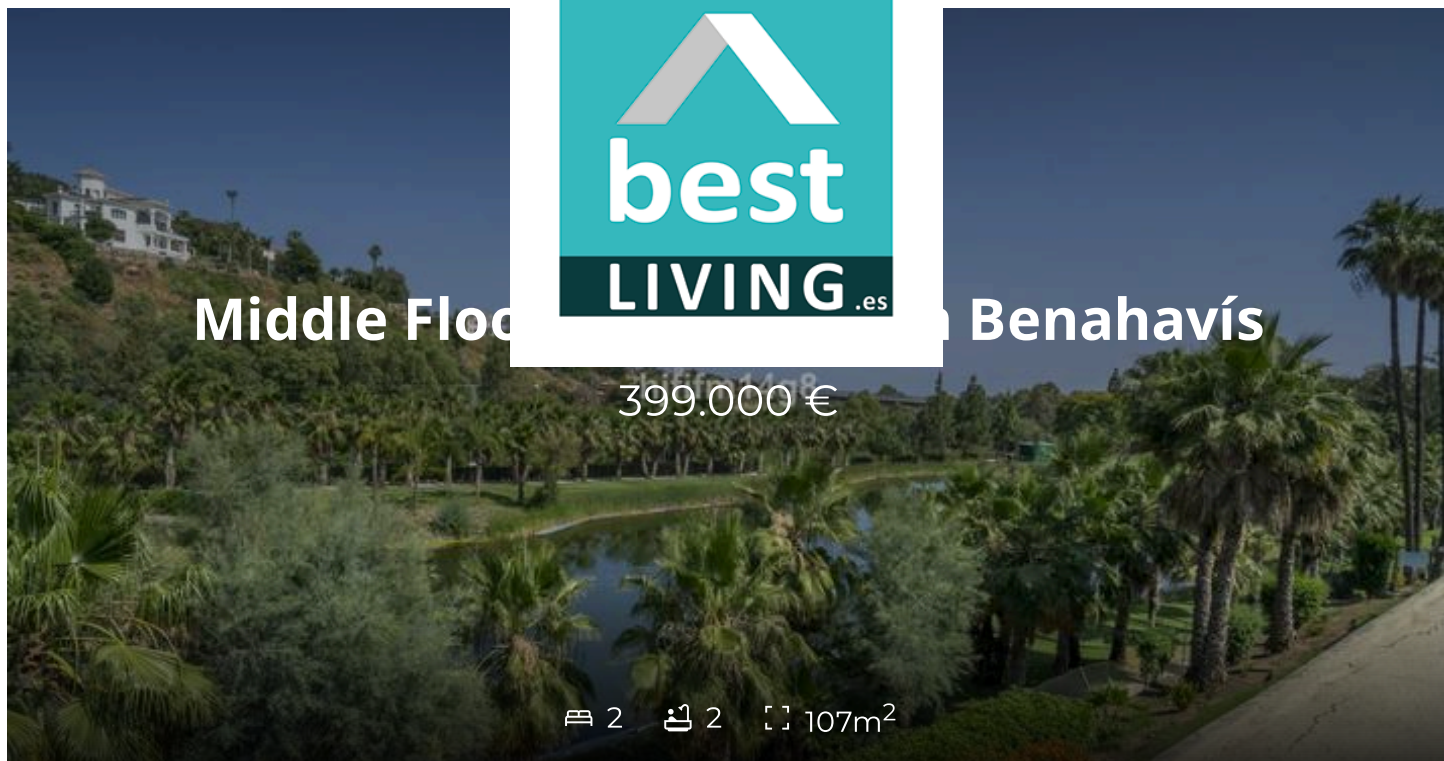 best
LIVING.es
Middle Floo n Benahavís
399.000 €
2 2 107m²